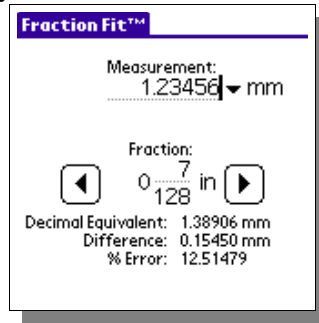 Fraction Fit™
Measurement:
1.23456 mm
Fraction:
0 7/128 in
Decimal Equivalent: 1.38906 mm
Difference: 0.15450 mm
% Error: 12.51479